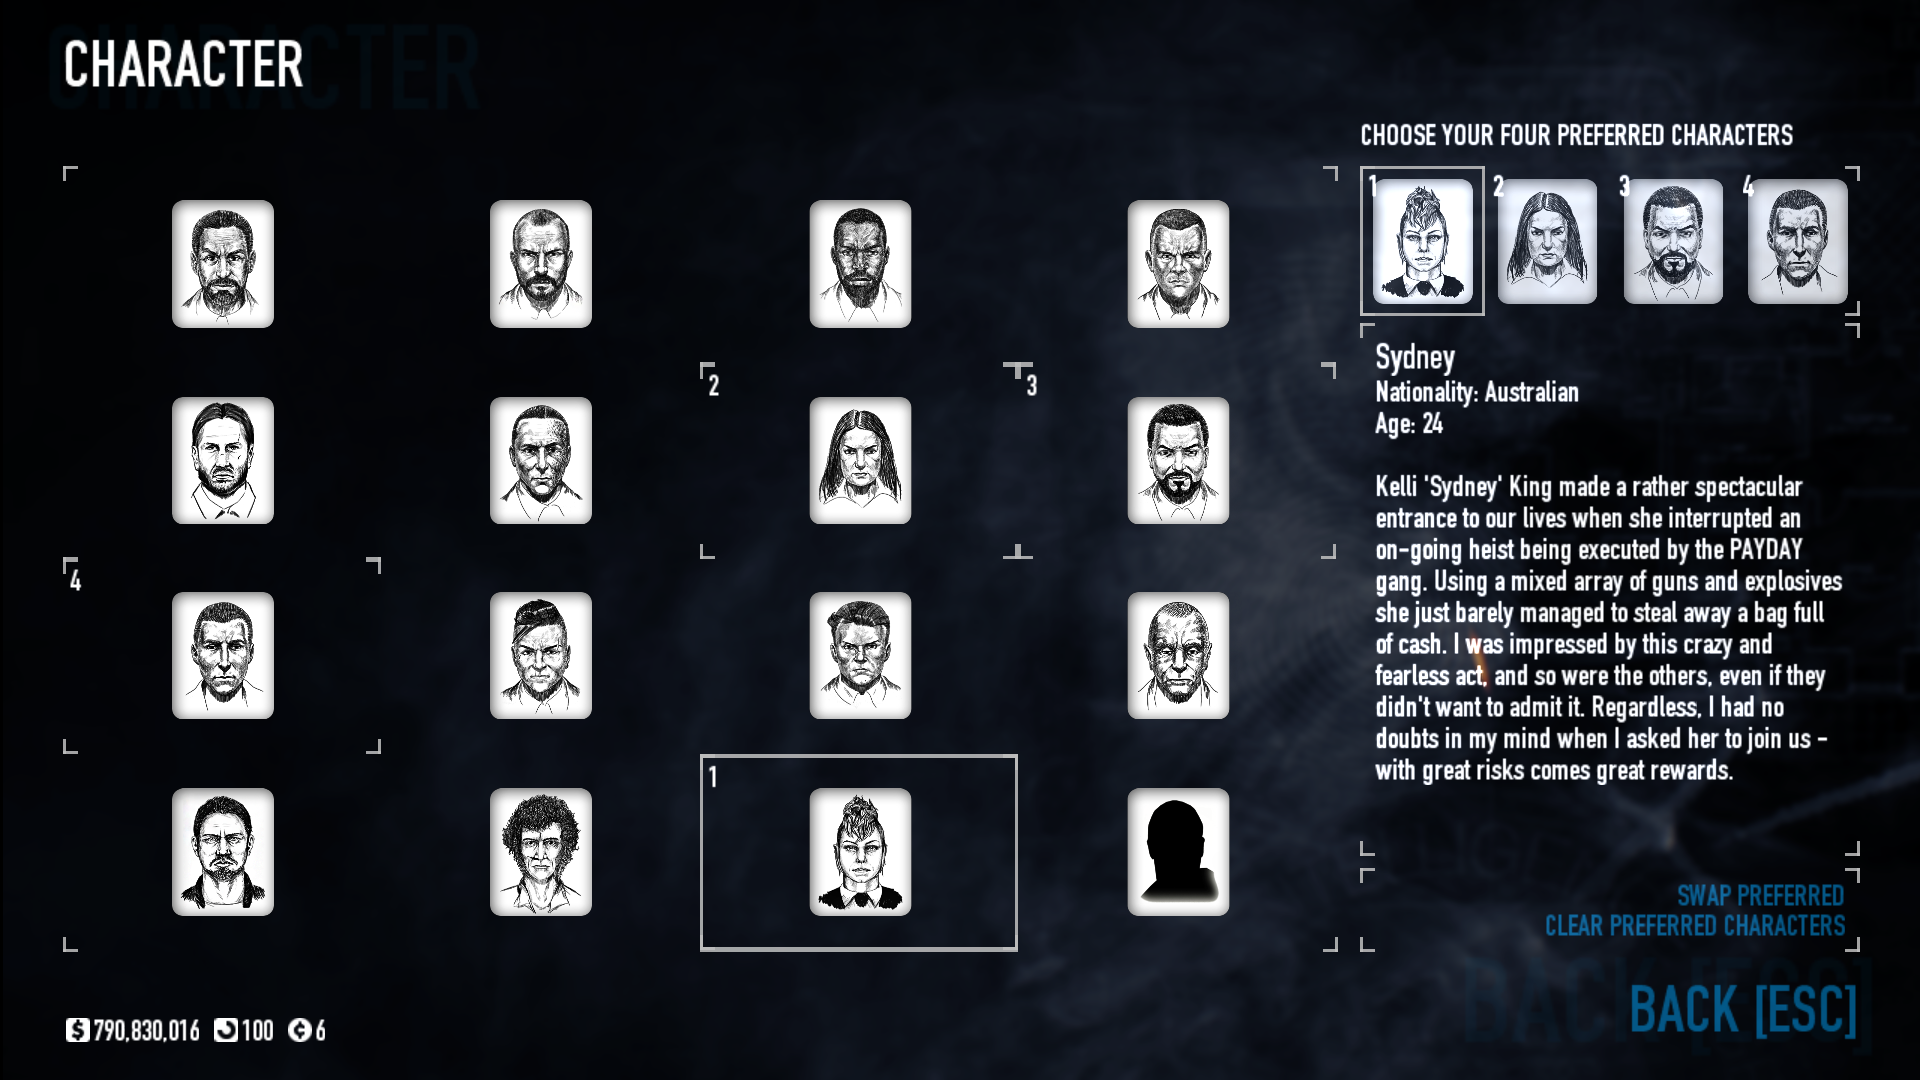 CHARACTER
CHOOSE YOUR FOUR PREFERRED CHARACTERS
1
2
3
4
2
3
4
1
Sydney
Nationality: Australian
Age: 24
Kelli 'Sydney' King made a rather spectacular
entrance to our lives when she interrupted an
on-going heist being executed by the PAYDAY
gang. Using a mixed array of guns and explosives
she just barely managed to steal away a bag full
of cash. I was impressed by this crazy and
fearless act, and so were the others, even if they
didn't want to admit it. Regardless, I had no
doubts in my mind when I asked her to join us -
with great risks comes great rewards.
SWAP PREFERRED
CLEAR PREFERRED CHARACTERS
BACK [ESC]
$ 790,830,016 100 6